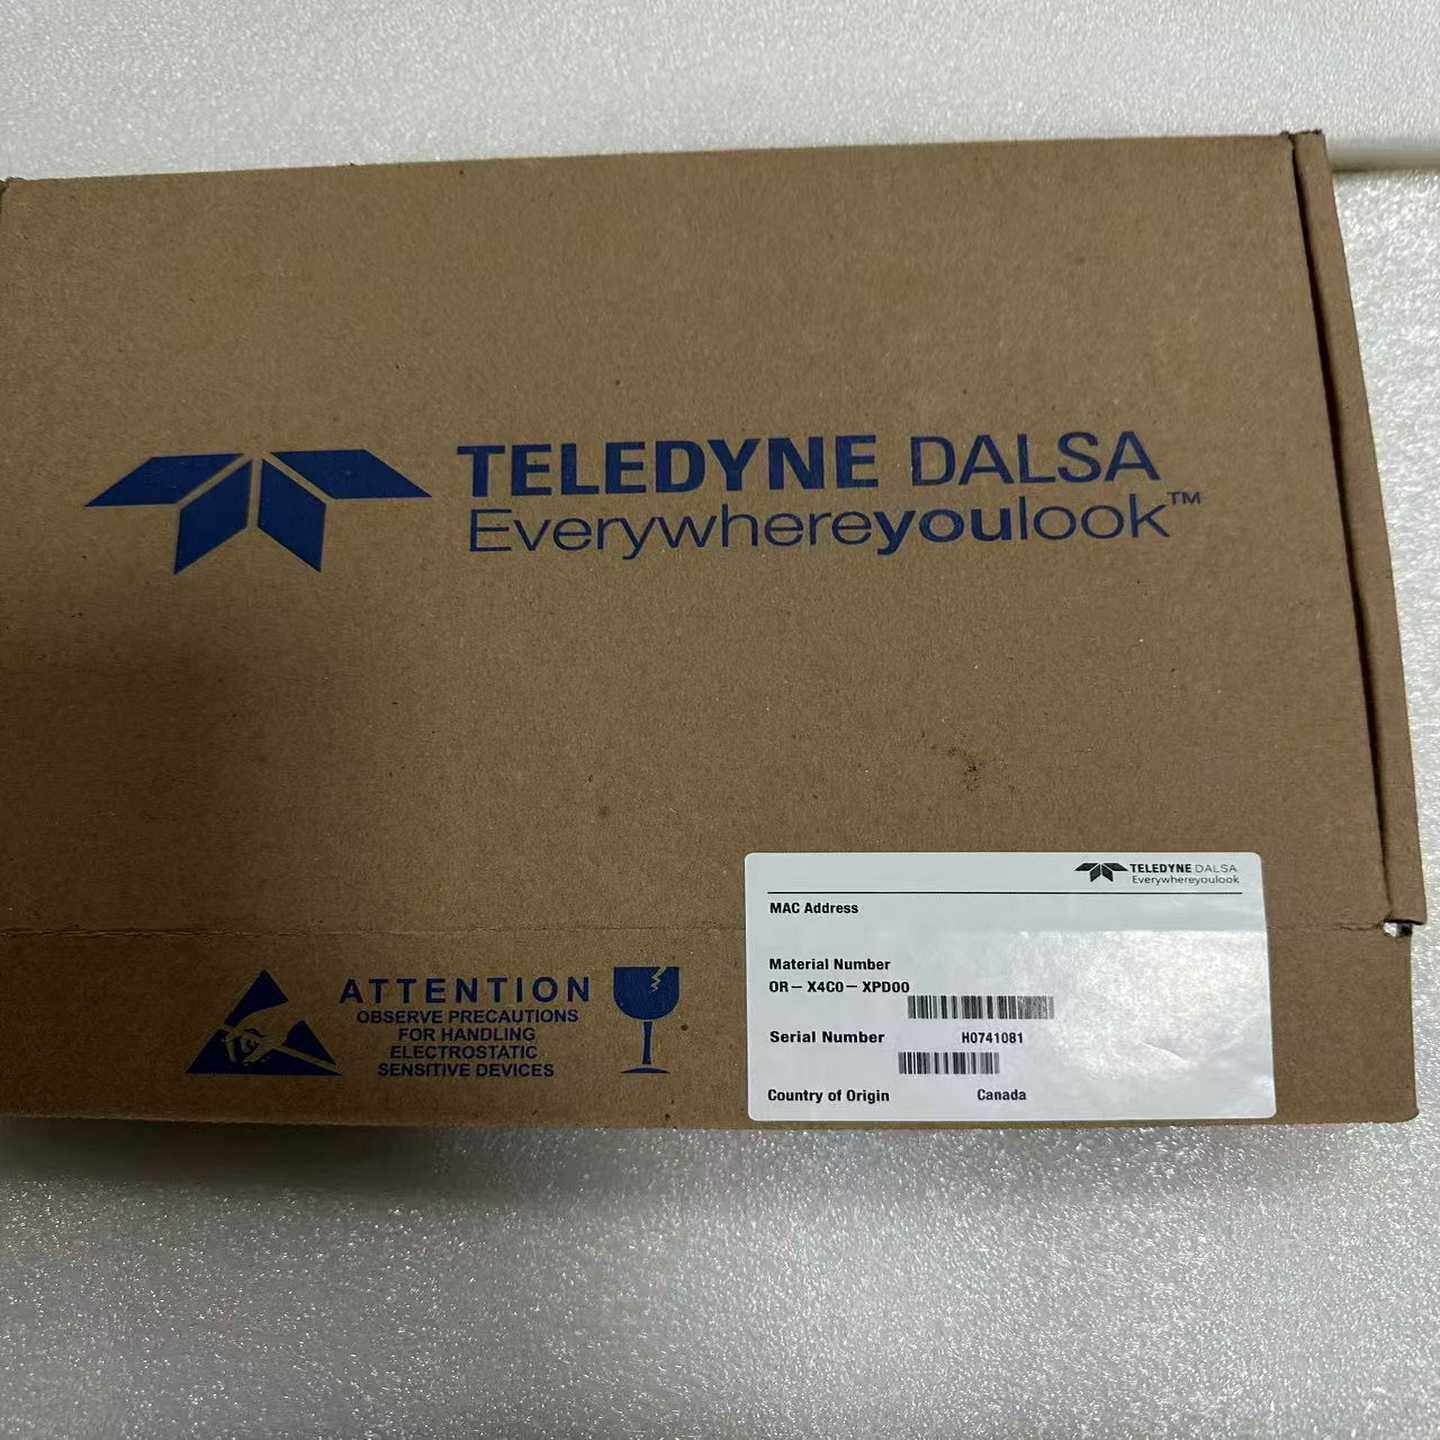 TELEDYNE DALSA
Everywhereyoulook™
TELEDYNE DALSA
Everywhereyoulook
MAC Address
Material Number
OR-X4C0-XPD00
Serial Number H0741081
Country of Origin Canada
ATTENTION
OBSERVE PRECAUTIONS
FOR HANDLING
ELECTROSTATIC
SENSITIVE DEVICES